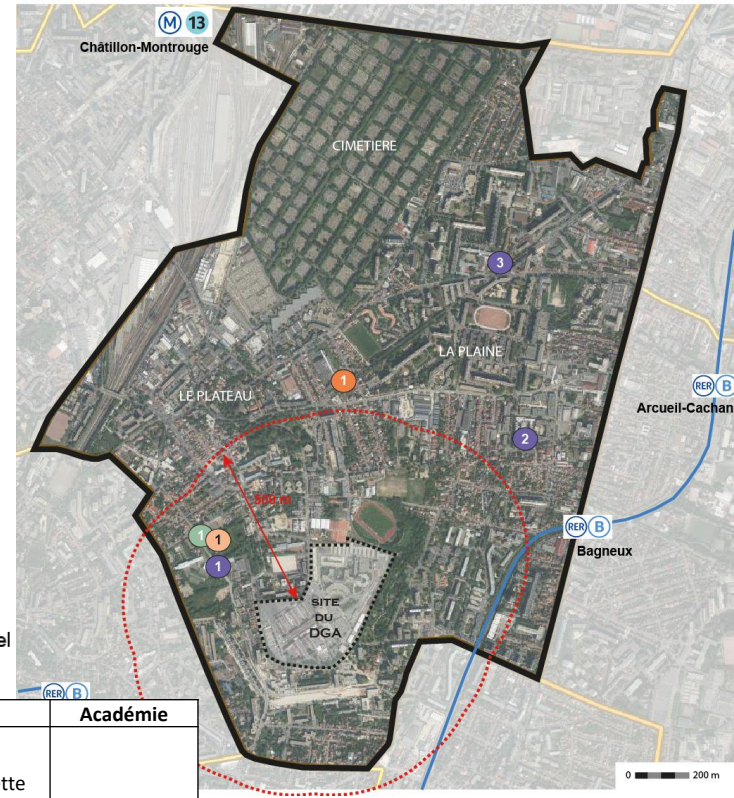 M 13
Châtillon-Montrouge
CIMETIERE
3
LA PLAINE
1
LE PLATEAU
RER B
Arcueil-Cachan
2
500 m
RER B
Bagneux
1 1
1
SITE
DU
DGA
el
RER B
Académie
ette
0 200 m